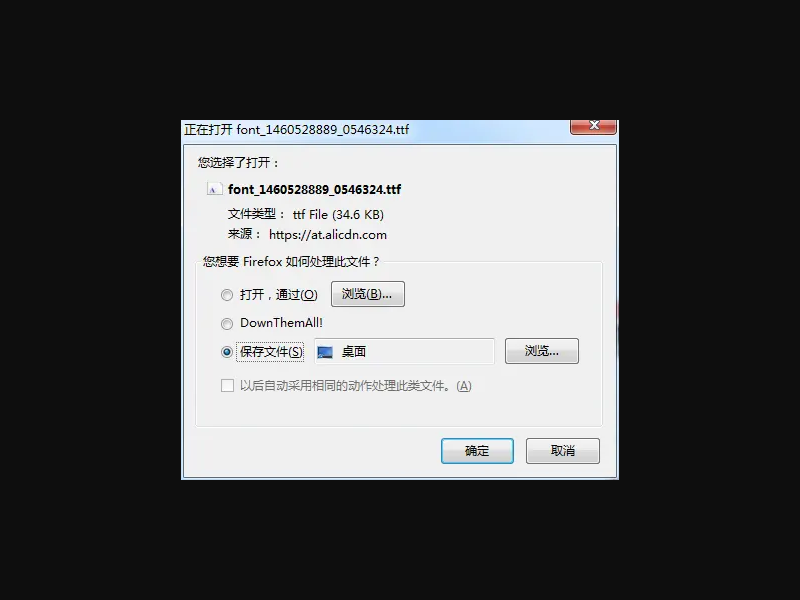 正在打开 font_1460528889_0546324.ttf
您选择了打开：
font_1460528889_0546324.ttf
文件类型： ttf File (34.6 KB)
来源： https://at.alicdn.com
您想要 Firefox 如何处理此文件？
打开，通过(O) 浏览(B)...
DownThemAll!
保存文件(S) 桌面 浏览...
以后自动采用相同的动作处理此类文件。(A)
确定 取消